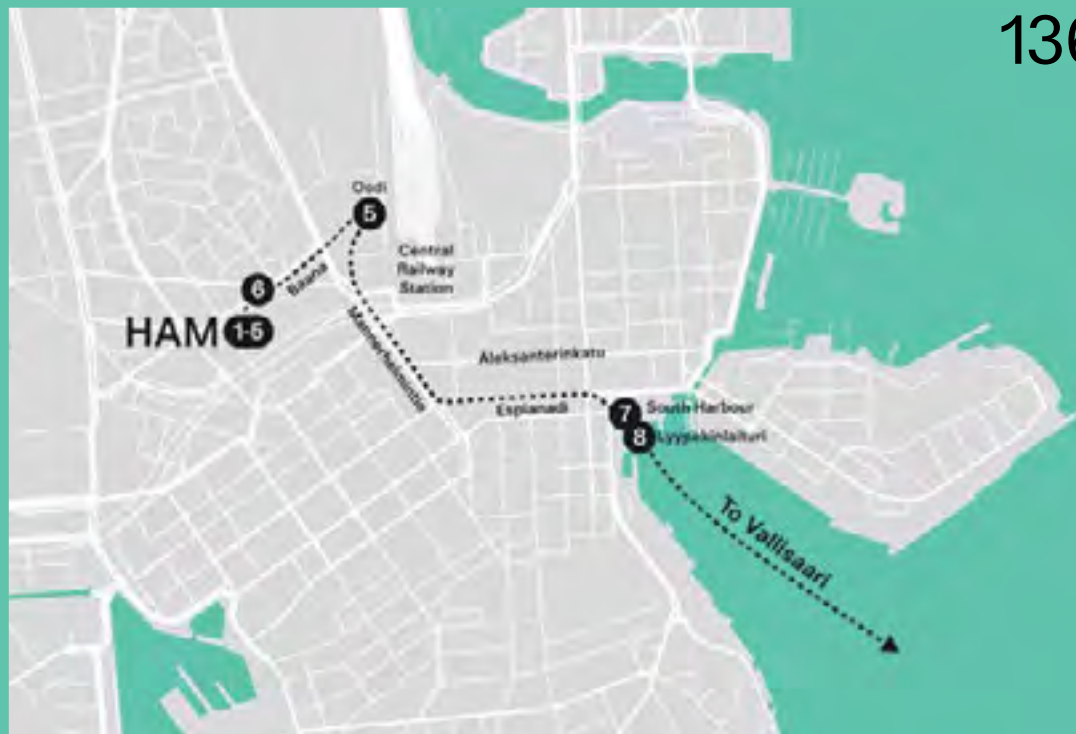 136
Oodi
5
Central
Railway
Station
6
Baana
HAM 1-5
Mannerheimintie
Aleksanterinkatu
Esplanadi
7 South Harbour
8 Lyypekinlaituri
To Vallisaari